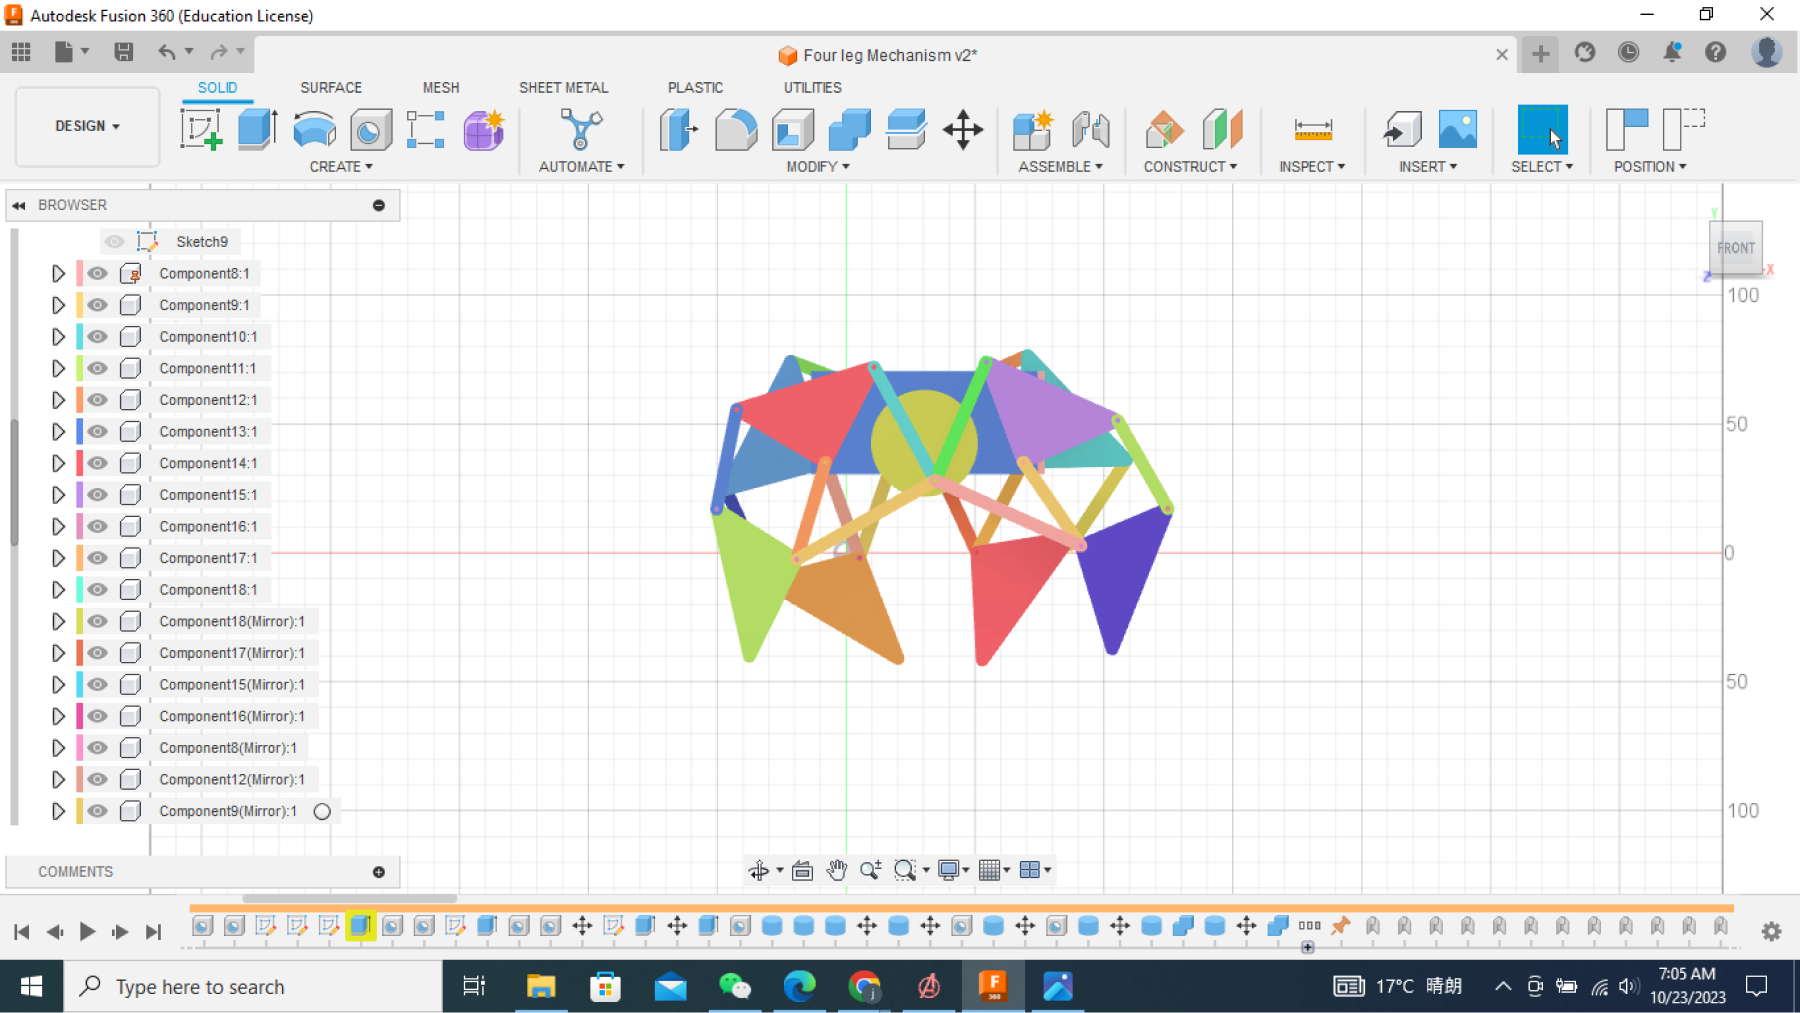 Autodesk Fusion 360 (Education License)
Four leg Mechanism v2*
SOLID SURFACE MESH SHEET METAL PLASTIC UTILITIES
DESIGN
CREATE AUTOMATE MODIFY ASSEMBLE CONSTRUCT INSPECT INSERT SELECT POSITION
BROWSER
Sketch9
Component8:1
Component9:1
Component10:1
Component11:1
Component12:1
Component13:1
Component14:1
Component15:1
Component16:1
Component17:1
Component18:1
Component18(Mirror):1
Component17(Mirror):1
Component15(Mirror):1
Component16(Mirror):1
Component8(Mirror):1
Component12(Mirror):1
Component9(Mirror):1
Y
FRONT
Z
X
100
50
0
50
100
COMMENTS
Type here to search
F
360
17°C 晴朗
7:05 AM
10/23/2023